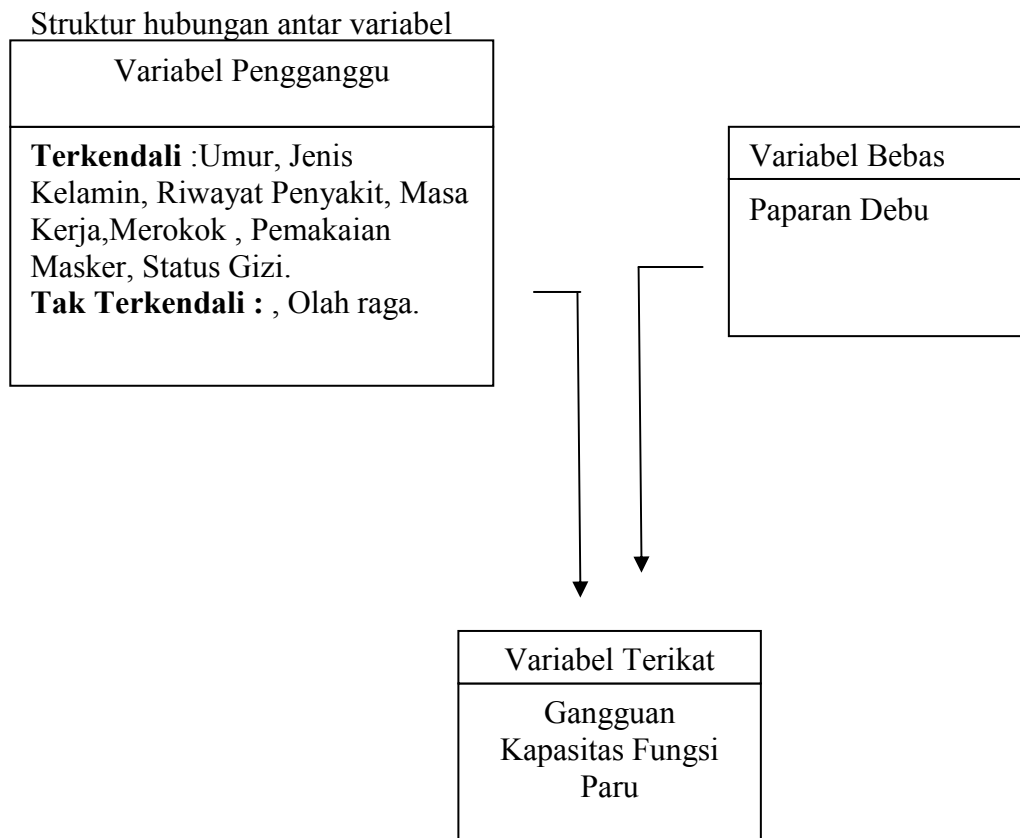 Struktur hubungan antar variabel
Variabel Pengganggu
Terkendali :Umur, Jenis
Kelamin, Riwayat Penyakit, Masa
Kerja,Merokok , Pemakaian
Masker, Status Gizi.
Tak Terkendali : , Olah raga.
Variabel Bebas
Paparan Debu
Variabel Terikat
Gangguan
Kapasitas Fungsi
Paru